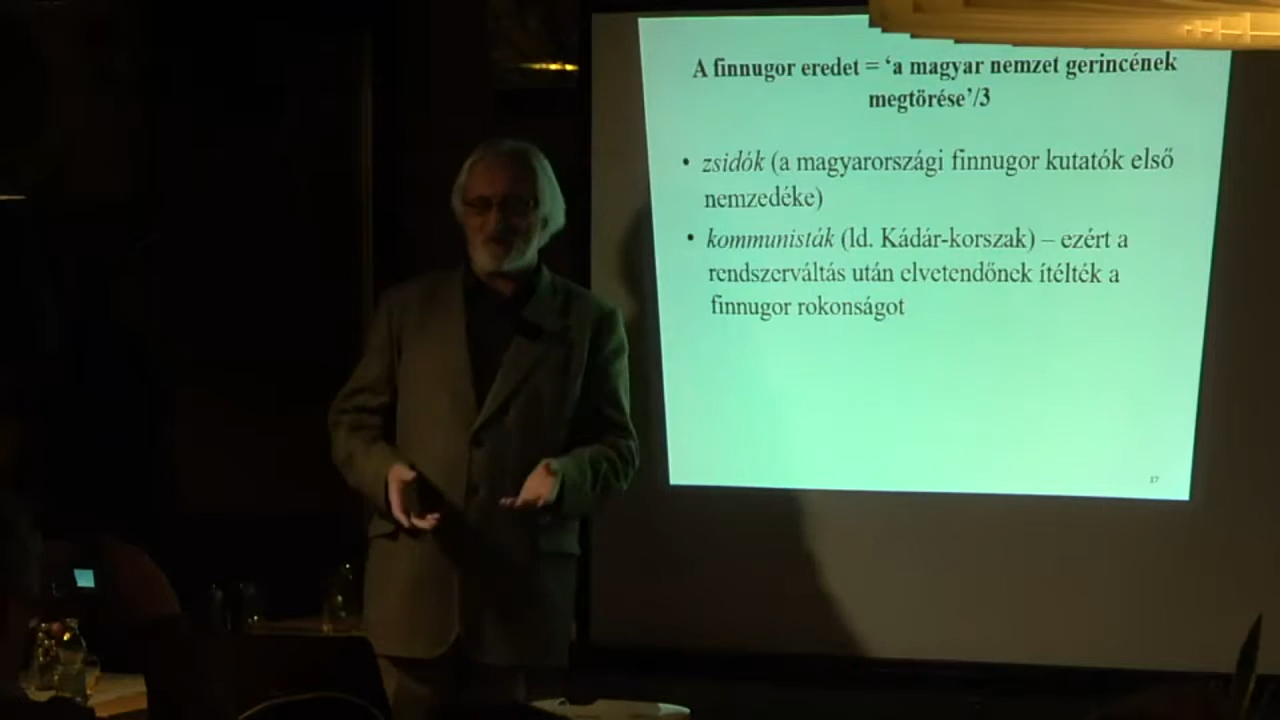 A finnugor eredet = ‘a magyar nemzet gerincének
megtörése’/3
• zsidók (a magyarországi finnugor kutatók első
nemzedéke)
• kommunisták (ld. Kádár-korszak) – ezért a
rendszerváltás után elvetendőnek ítélték a
finnugor rokonságot
17